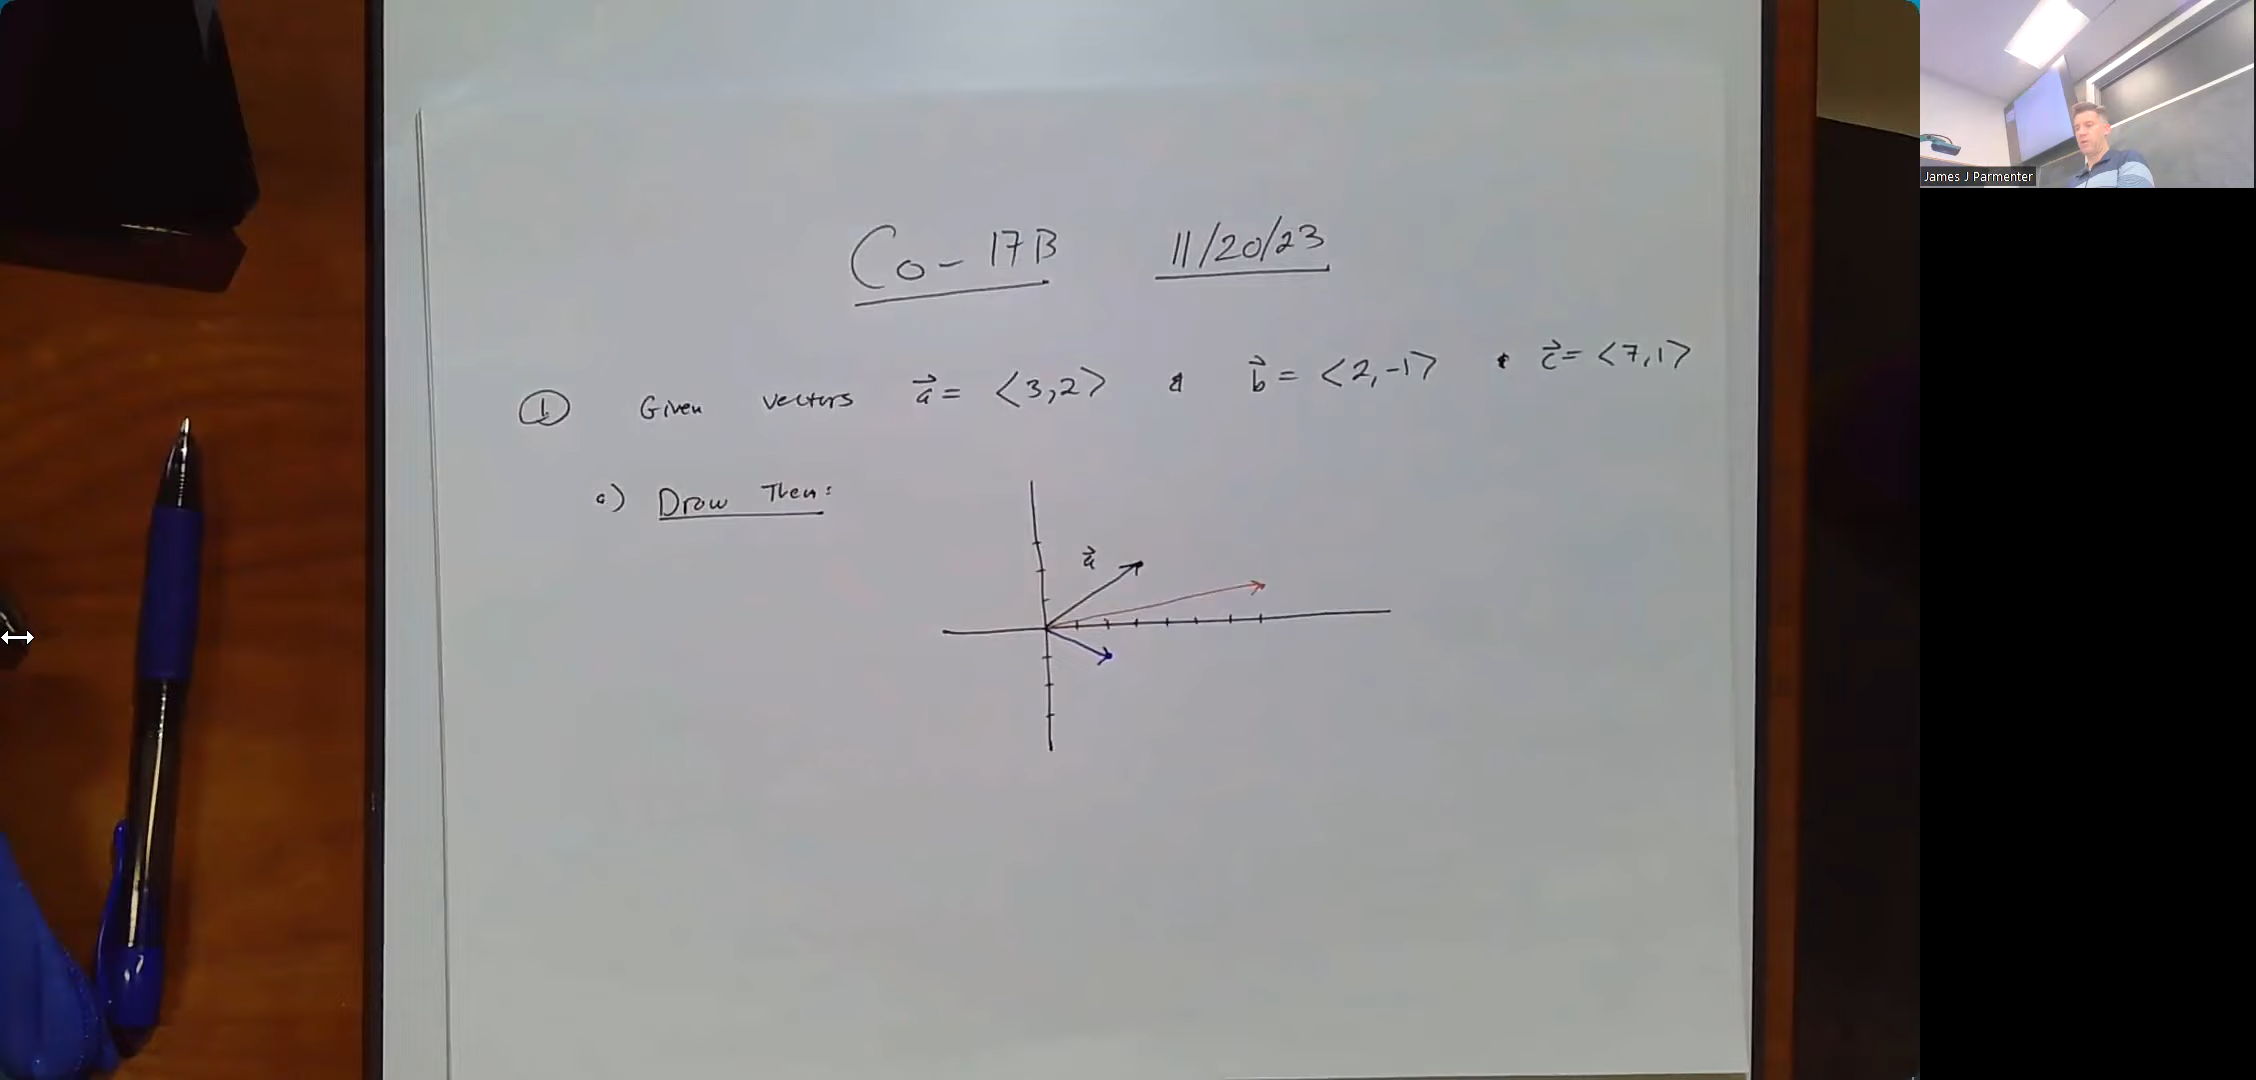 Co-17B 11/20/23
① Given vectors a⃗ = <3,2> & b⃗ = <2,-1> & c⃗ = <7,1>
a) Draw Them:
a⃗
James J Parmenter